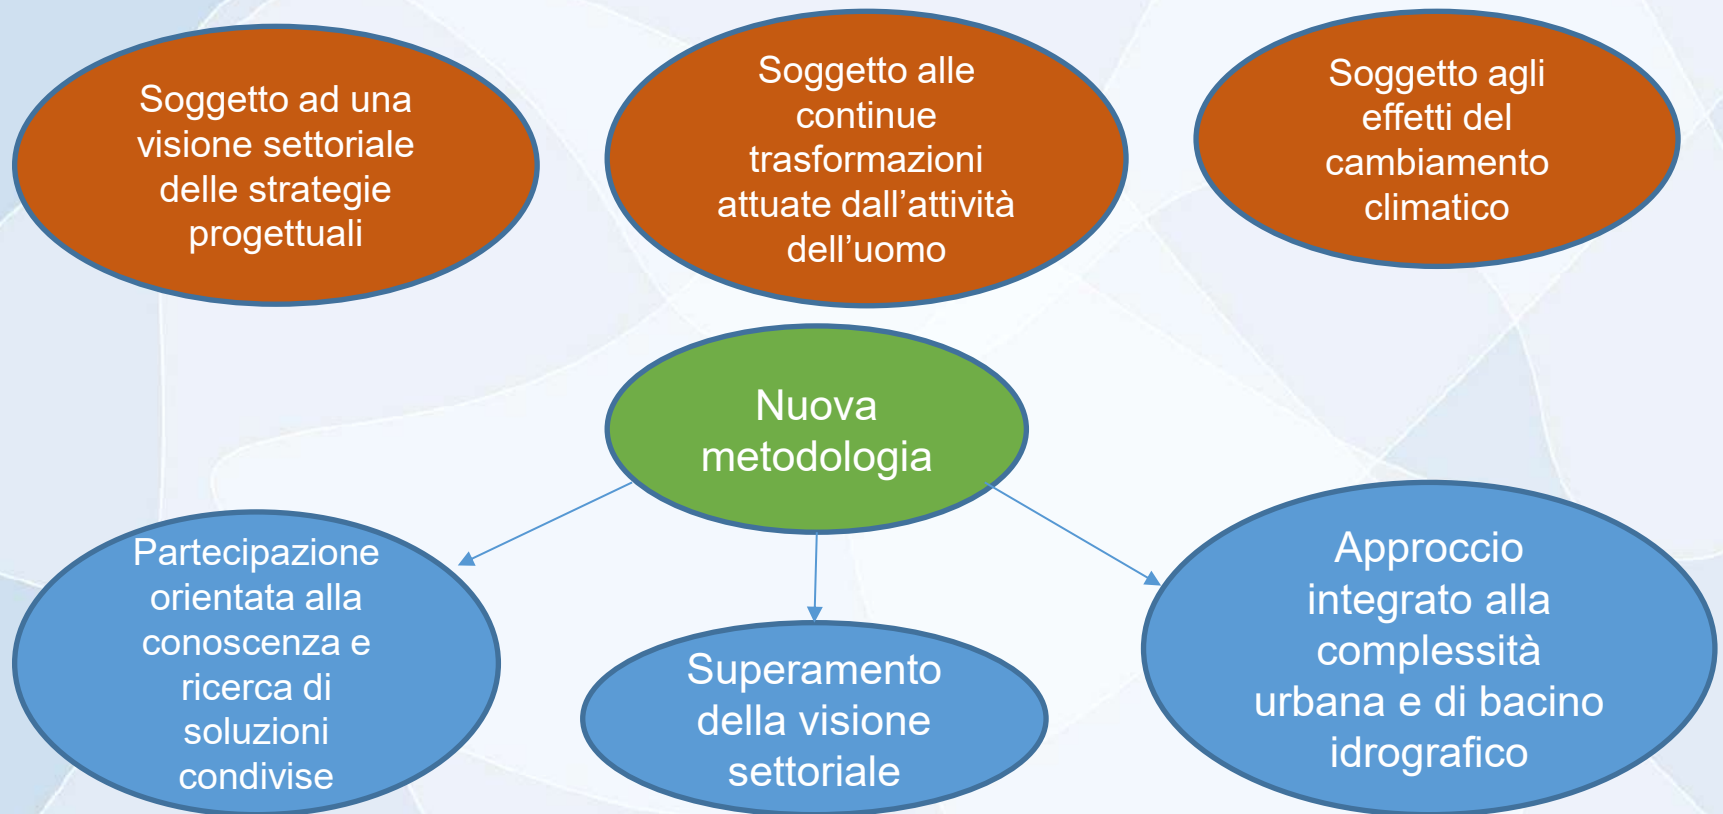 Soggetto ad una
visione settoriale
delle strategie
progettuali
Soggetto alle
continue
trasformazioni
attuate dall’attività
dell’uomo
Soggetto agli
effetti del
cambiamento
climatico
Nuova
metodologia
Partecipazione
orientata alla
conoscenza e
ricerca di
soluzioni
condivise
Superamento
della visione
settoriale
Approccio
integrato alla
complessità
urbana e di bacino
idrografico